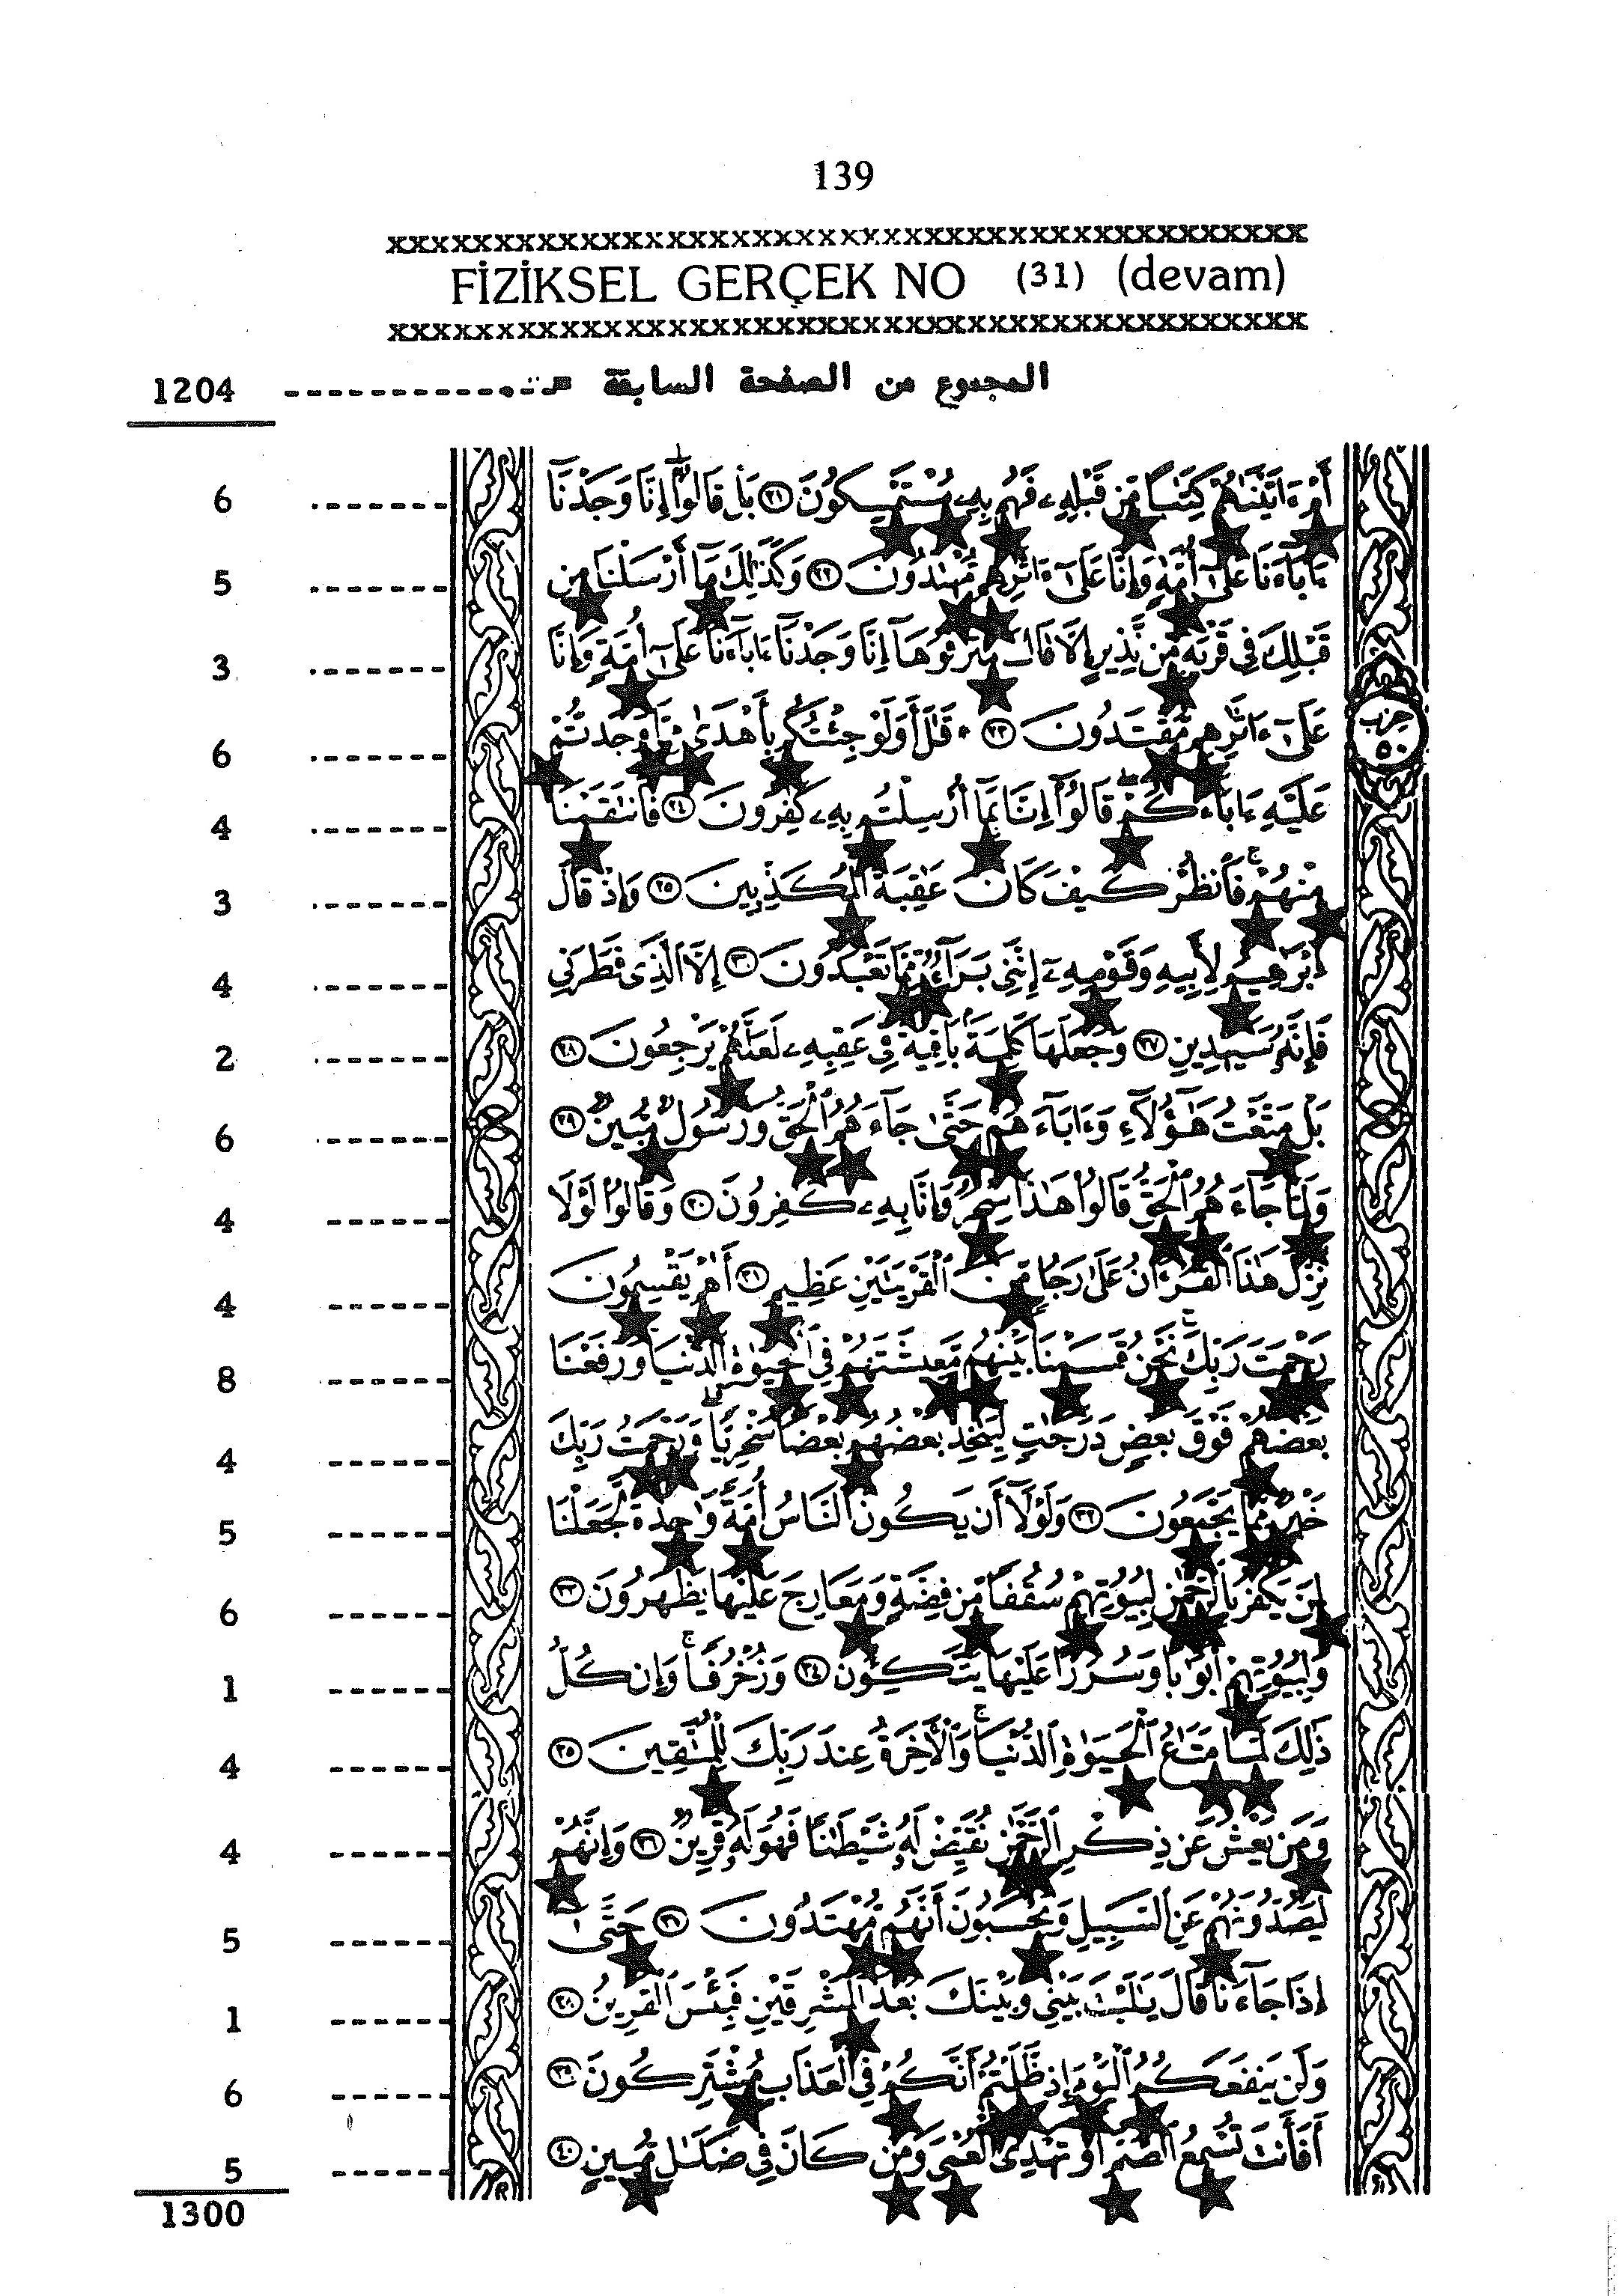 139
xxxxxxxxxxxxxxxxxxxxxxxxxxxxxxxxxxxxxxxxxxx
FİZİKSEL GERÇEK NO (31) (devam)
xxxxxxxxxxxxxxxxxxxxxxxxxxxxxxxxxxxxxxxxxxx
1204 ------------ = المجموع من الصفحة السابقة
6 ------- أَمْ ءَاتَيْنَٰهُمْ كِتَٰبًا مِّن قَبْلِهِۦ فَهُم بِهِۦ مُسْتَمْسِكُونَ ٢١ بَلْ قَالُوٓا۟ إِنَّا وَجَدْنَآ
5 ------- ءَابَآءَنَا عَلَىٰٓ أُمَّةٍ وَإِنَّا عَلَىٰٓ ءَاثَٰرِهِم مُّهْتَدُونَ ٢٢ وَكَذَٰلِكَ مَآ أَرْسَلْنَا مِن
3 ------- قَبْلِكَ فِى قَرْيَةٍ مِّن نَّذِيرٍ إِلَّا قَالَ مُتْرَفُوهَآ إِنَّا وَجَدْنَآ ءَابَآءَنَا عَلَىٰٓ أُمَّةٍ وَإِنَّا
6 ------- عَلَىٰٓ ءَاثَٰرِهِم مُّقْتَدُونَ ٢٣ ۞ قَٰلَ أَوَلَوْ جِئْتُكُم بِأَهْدَىٰ مِمَّا وَجَدتُّمْ
حزب ٥٠
4 ------- عَلَيْهِ ءَابَآءَكُمْ ۖ قَالُوٓا۟ إِنَّا بِمَآ أُرْسِلْتُم بِهِۦ كَٰفِرُونَ ٢٤ فَٱنتَقَمْنَا
3 ------- مِنْهُمْ ۖ فَٱنظُرْ كَيْفَ كَانَ عَٰقِبَةُ ٱلْمُكَذِّبِينَ ٢٥ وَإِذْ قَالَ
4 ------- إِبْرَٰهِيمُ لِأَبِيهِ وَقَوْمِهِۦٓ إِنَّنِى بَرَآءٌ مِّمَّا تَعْبُدُونَ ٢٦ إِلَّا ٱلَّذِى فَطَرَنِى
2 ------- فَإِنَّهُۥ سَيَهْدِينِ ٢٧ وَجَعَلَهَا كَلِمَةًۢ بَاقِيَةً فِى عَقِبِهِۦ لَعَلَّهُمْ يَرْجِعُونَ ٢٨
6 ------- بَلْ مَتَّعْتُ هَٰٓؤُلَآءِ وَءَابَآءَهُمْ حَتَّىٰ جَآءَهُمُ ٱلْحَقُّ وَرَسُولٌ مُّبِينٌ ٢٩
4 ------- وَلَمَّا جَآءَهُمُ ٱلْحَقُّ قَالُوا۟ هَٰذَا سِحْرٌ وَإِنَّا بِهِۦ كَٰفِرُونَ ٣٠ وَقَالُوا۟ لَوْلَا
4 ------- نُزِّلَ هَٰذَا ٱلْقُرْءَانُ عَلَىٰ رَجُلٍ مِّنَ ٱلْقَرْيَتَيْنِ عَظِيمٍ ٣١ أَهُمْ يَقْسِمُونَ
8 ------- رَحْمَتَ رَبِّكَ ۚ نَحْنُ قَسَمْنَا بَيْنَهُم مَّعِيشَتَهُمْ فِى ٱلْحَيَوٰةِ ٱلدُّنْيَا ۚ وَرَفَعْنَا
4 ------- بَعْضَهُمْ فَوْقَ بَعْضٍ دَرَجَٰتٍ لِّيَتَّخِذَ بَعْضُهُم بَعْضًا سُخْرِيًّا ۗ وَرَحْمَتُ رَبِّكَ
5 ------- خَيْرٌ مِّمَّا يَجْمَعُونَ ٣٢ وَلَوْلَآ أَن يَكُونَ ٱلنَّاسُ أُمَّةً وَٰحِدَةً لَّجَعَلْنَا
6 ------- لِمَن يَكْفُرُ بِٱلرَّحْمَٰنِ لِبُيُوتِهِمْ سُقُفًا مِّن فِضَّةٍ وَمَعَارِجَ عَلَيْهَا يَظْهَرُونَ ٣٣
1 ------- وَلِبُيُوتِهِمْ أَبْوَٰبًا وَسُرُرًا عَلَيْهَا يَتَّكِـُٔونَ ٣٤ وَزُخْرُفًا ۚ وَإِن كُلُّ
4 ------- ذَٰلِكَ لَمَّا مَتَٰعُ ٱلْحَيَوٰةِ ٱلدُّنْيَا ۚ وَٱلْءَاخِرَةُ عِندَ رَبِّكَ لِلْمُتَّقِينَ ٣٥
4 ------- وَمَن يَعْشُ عَن ذِكْرِ ٱلرَّحْمَٰنِ نُقَيِّضْ لَهُۥ شَيْطَٰنًا فَهُوَ لَهُۥ قَرِينٌ ٣٦ وَإِنَّهُمْ
5 ------- لَيَصُدُّونَهُمْ عَنِ ٱلسَّبِيلِ وَيَحْسَبُونَ أَنَّهُم مُّهْتَدُونَ ٣٧ حَتَّىٰٓ
1 ------- إِذَا جَآءَنَا قَالَ يَٰلَيْتَ بَيْنِى وَبَيْنَكَ بُعْدَ ٱلْمَشْرِقَيْنِ فَبِئْسَ ٱلْقَرِينُ ٣٨
6 ------- وَلَن يَنفَعَكُمُ ٱلْيَوْمَ إِذ ظَّلَمْتُمْ أَنَّكُمْ فِى ٱلْعَذَابِ مُشْتَرِكُونَ ٣٩
5 ------- أَفَأَنتَ تُسْمِعُ ٱلصُّمَّ أَوْ تَهْدِى ٱلْعُمْىَ وَمَن كَانَ فِى ضَلَٰلٍ مُّبِينٍ ٤٠
1300